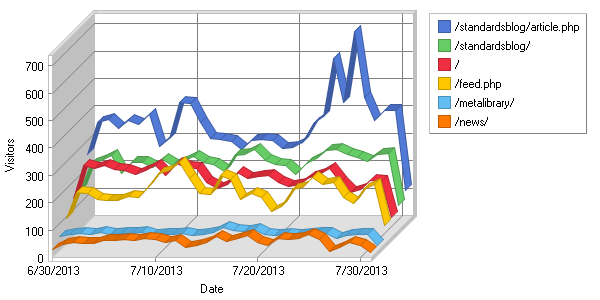 700
600
500
400
300
200
100
0
Visitors
6/30/2013 7/10/2013 7/20/2013 7/30/2013
Date
/standardsblog/article.php
/standardsblog/
/
/feed.php
/metalibrary/
/news/